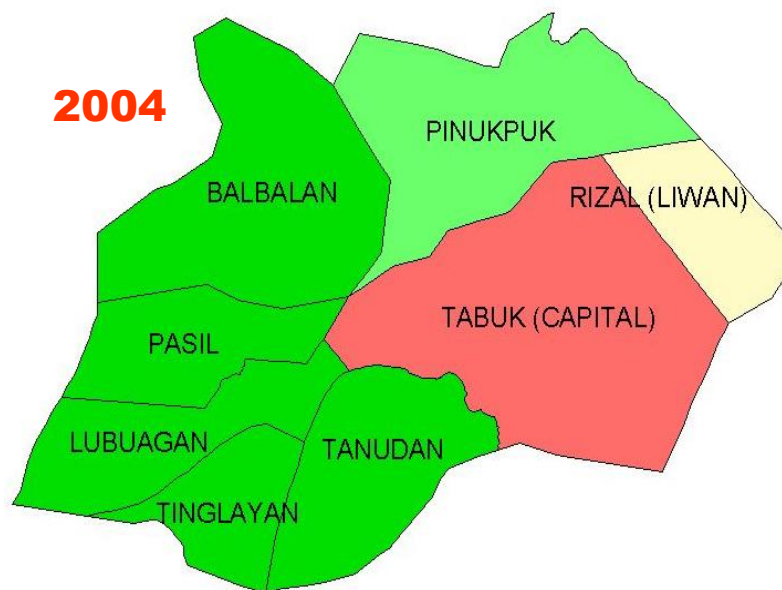 2004
PINUKPUK
BALBALAN
RIZAL (LIWAN)
TABUK (CAPITAL)
PASIL
LUBUAGAN
TANUDAN
TINGLAYAN